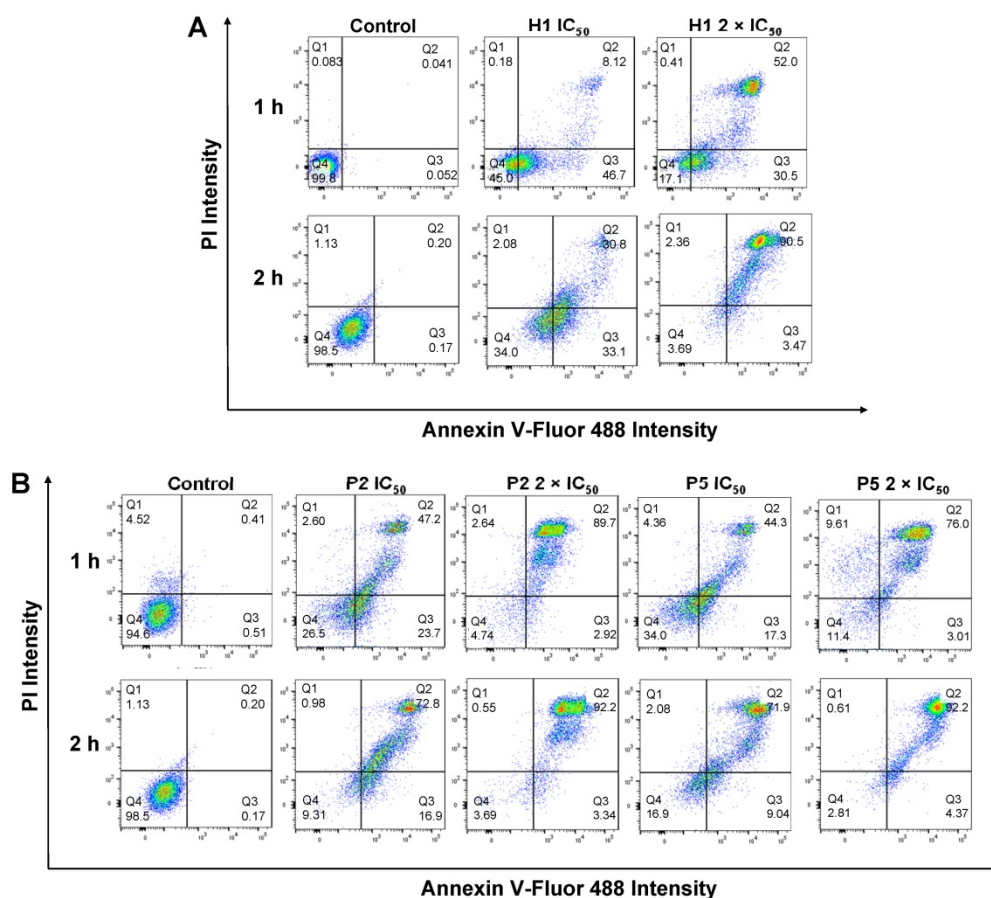 A
Control
H1 IC50
H1 2 × IC50
1 h
Q1
0.083
Q2
0.041
Q4
99.8
Q3
0.052
Q1
0.18
Q2
8.12
Q4
45.0
Q3
46.7
Q1
0.41
Q2
52.0
Q4
17.1
Q3
30.5
2 h
Q1
1.13
Q2
0.20
Q4
98.5
Q3
0.17
Q1
2.08
Q2
30.8
Q4
34.0
Q3
33.1
Q1
2.36
Q2
90.5
Q4
3.69
Q3
3.47
PI Intensity
Annexin V-Fluor 488 Intensity
B
Control
P2 IC50
P2 2 × IC50
P5 IC50
P5 2 × IC50
1 h
Q1
4.52
Q2
0.41
Q4
94.6
Q3
0.51
Q1
2.60
Q2
47.2
Q4
26.5
Q3
23.7
Q1
2.64
Q2
89.7
Q4
4.74
Q3
2.92
Q1
4.36
Q2
44.3
Q4
34.0
Q3
17.3
Q1
9.61
Q2
76.0
Q4
11.4
Q3
3.01
2 h
Q1
1.13
Q2
0.20
Q4
98.5
Q3
0.17
Q1
0.98
Q2
72.8
Q4
9.31
Q3
16.9
Q1
0.55
Q2
92.2
Q4
3.69
Q3
3.34
Q1
2.08
Q2
71.9
Q4
16.9
Q3
9.04
Q1
0.61
Q2
92.2
Q4
2.81
Q3
4.37
PI Intensity
Annexin V-Fluor 488 Intensity